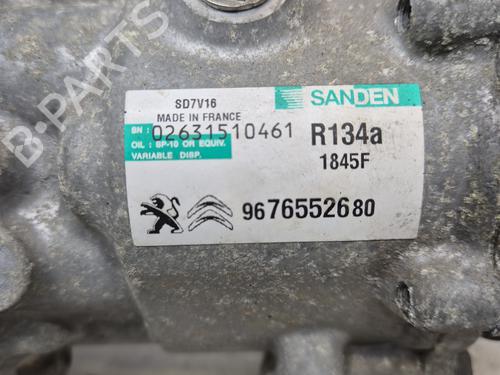 B-PARTS
SD7V16
MADE IN FRANCE
SANDEN
SN : 02631510461
R134a
OIL : SP-10 OR EQUIV.
VARIABLE DISP.
1845F
9676552680